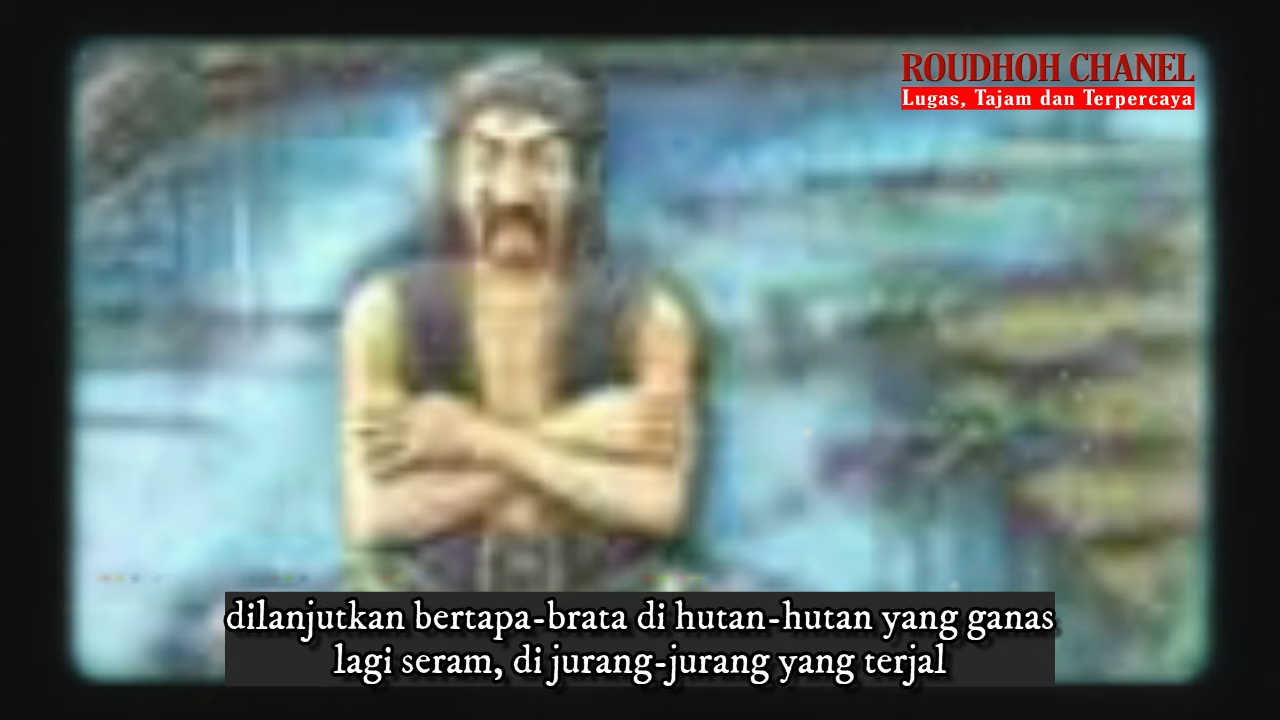 ROUDHOH CHANEL
Lugas, Tajam dan Terpercaya
dilanjutkan bertapa-brata di hutan-hutan yang ganas
lagi seram, di jurang-jurang yang terjal